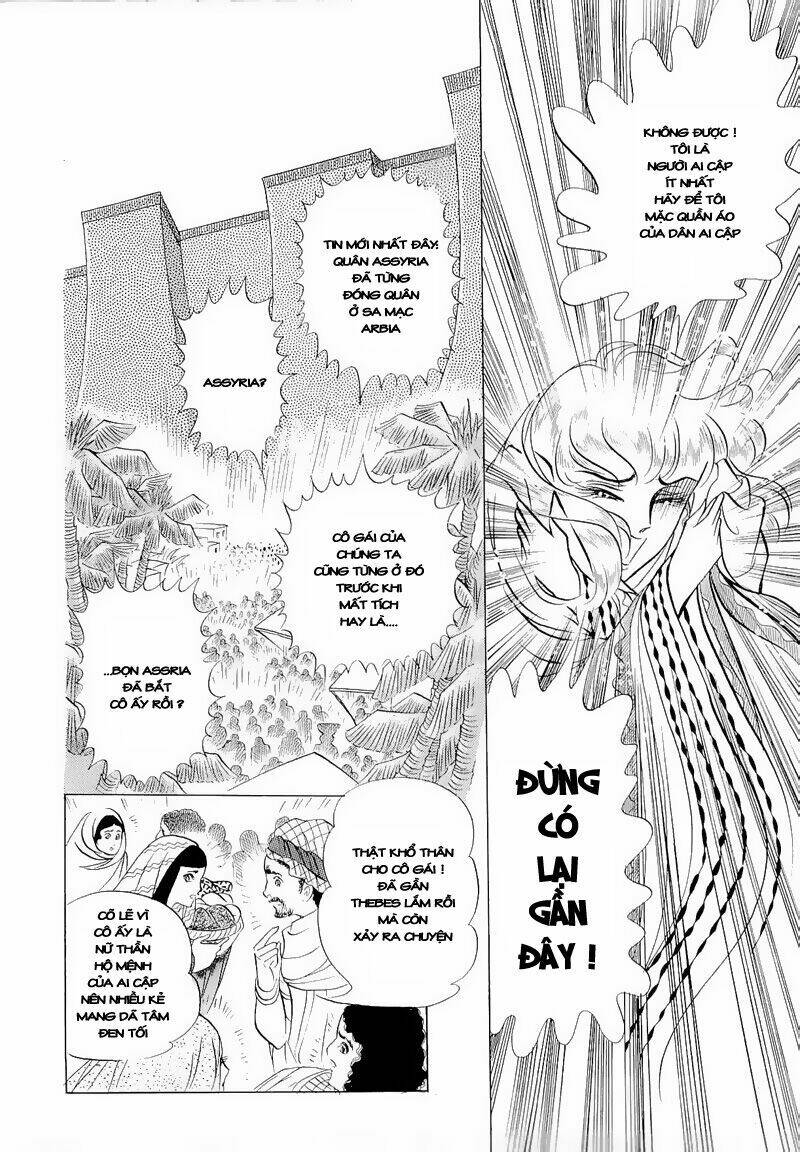 KHÔNG ĐƯỢC !
TÔI LÀ
NGƯỜI AI CẬP
ÍT NHẤT
HÃY ĐỂ TÔI
MẶC QUẦN ÁO
CỦA DÂN AI CẬP
ĐỪNG
CÓ
LẠI
GẦN
ĐÂY !
TIN MỚI NHẤT ĐÂY:
QUÂN ASSYRIA
ĐÃ TỪNG
ĐÓNG QUÂN
Ở SA MẠC
ARBIA
ASSYRIA?
CÔ GÁI CỦA
CHÚNG TA
CŨNG TỪNG Ở ĐÓ
TRƯỚC KHI
MẤT TÍCH
HAY LÀ....
...BỌN ASSRIA
ĐÃ BẮT
CÔ ẤY RỒI ?
THẬT KHỔ THÂN
CHO CÔ GÁI !
ĐÃ GẦN
THEBES LẮM RỒI
MÀ CÒN
XẢY RA CHUYỆN
CÕ LẼ VÌ
CÔ ẤY LÀ
NỮ THẦN
HỘ MỆNH
CỦA AI CẬP
NÊN NHIỀU KẺ
MANG DÃ TÂM
ĐEN TỐI